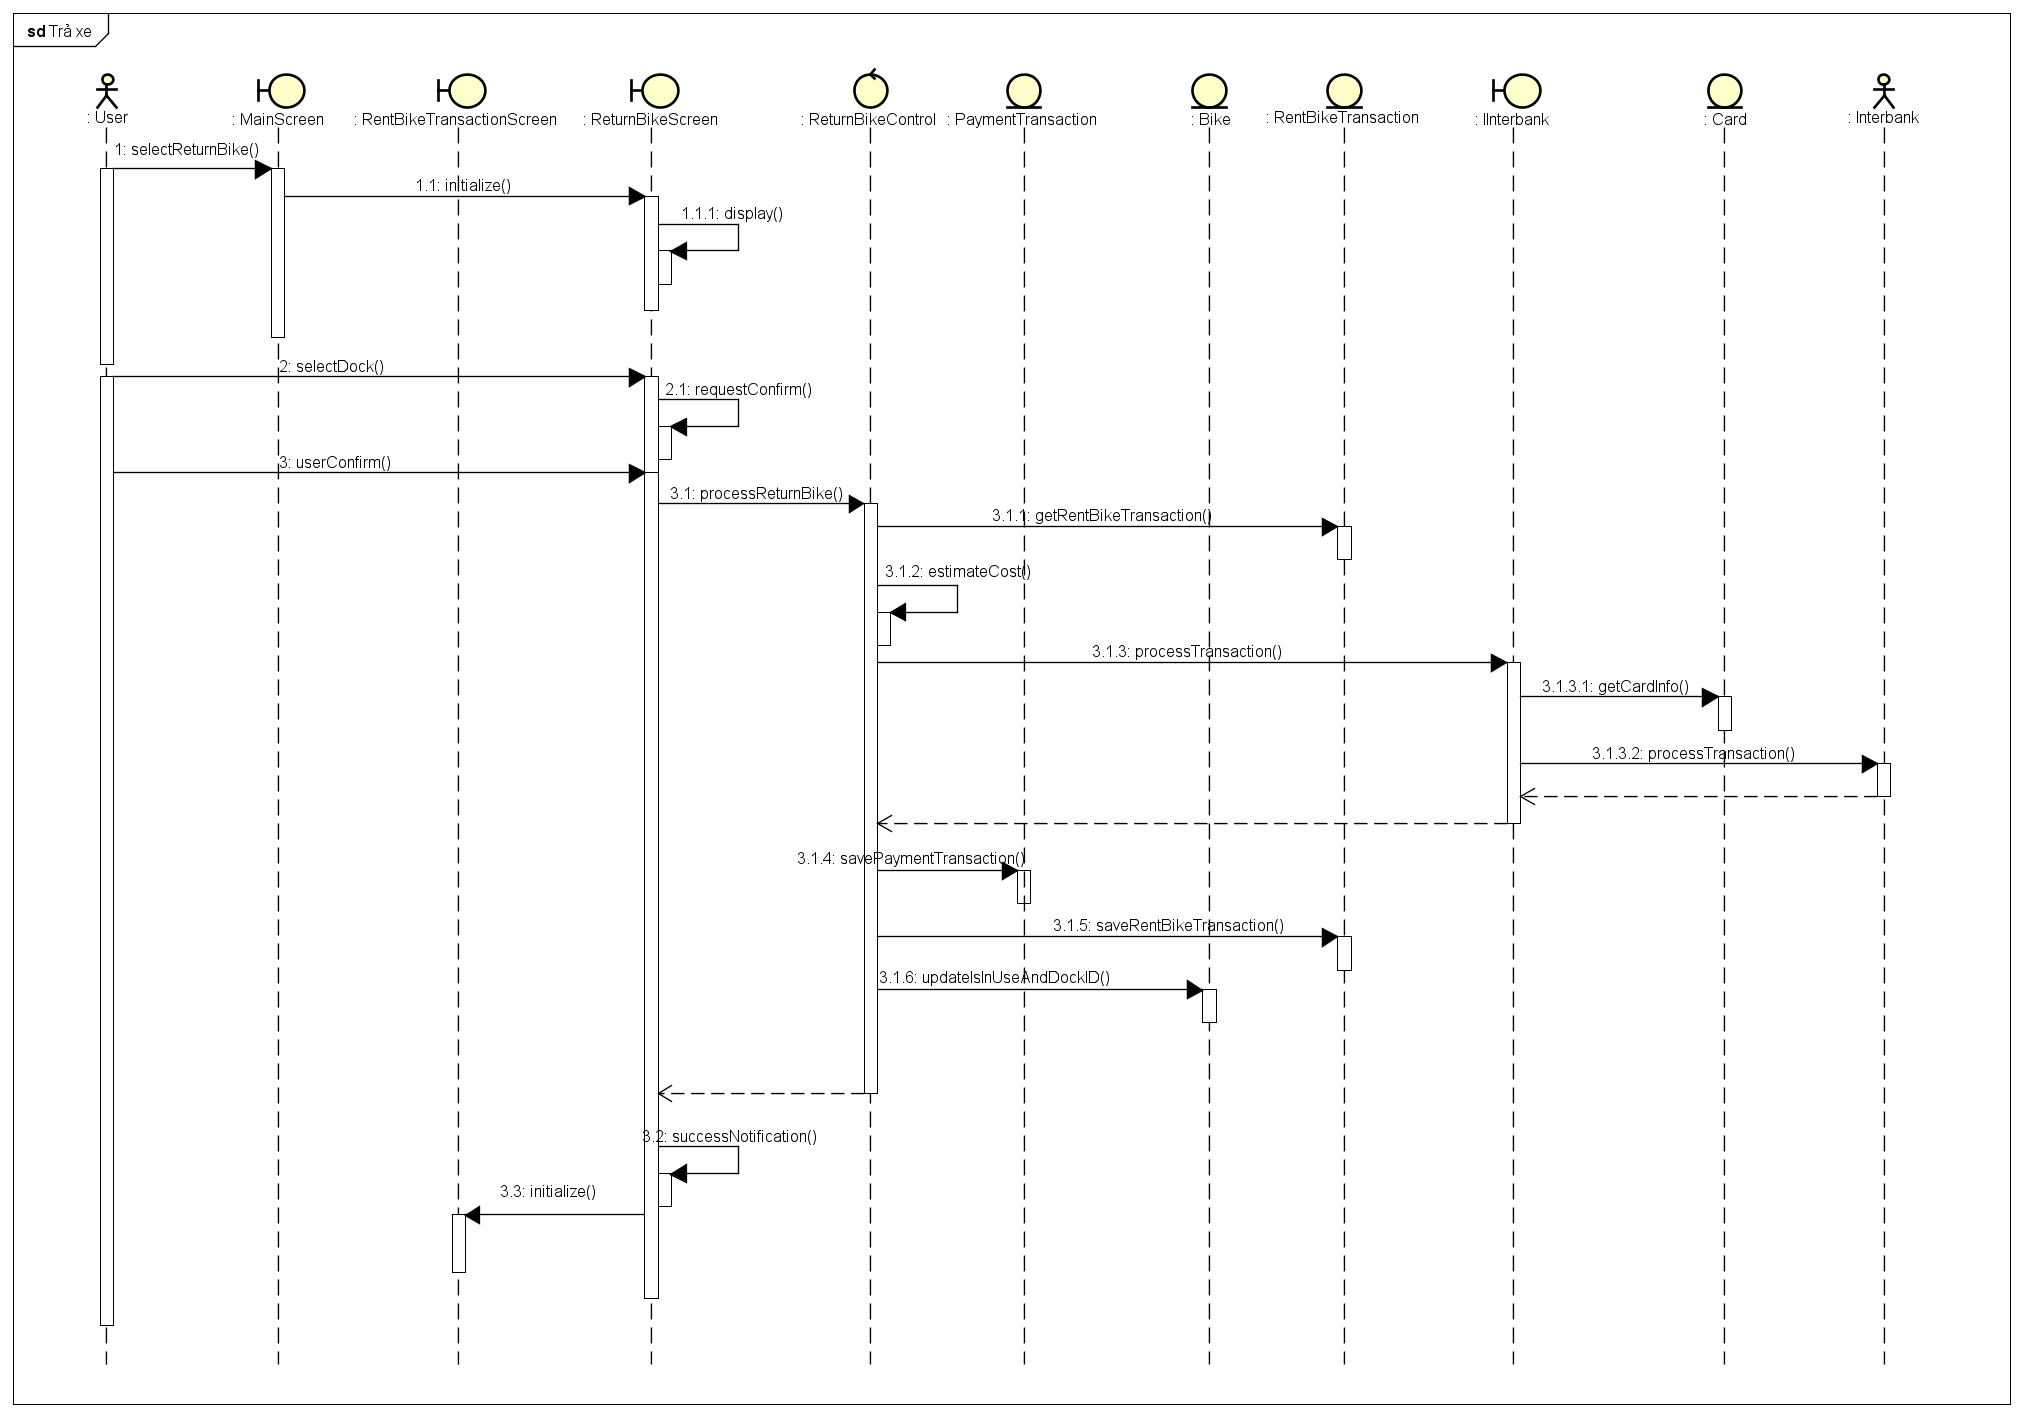 sd Trả xe
: User
: MainScreen
: RentBikeTransactionScreen
: ReturnBikeScreen
: ReturnBikeControl
: PaymentTransaction
: Bike
: RentBikeTransaction
: IInterbank
: Card
: Interbank
1: selectReturnBike()
1.1: initialize()
1.1.1: display()
2: selectDock()
2.1: requestConfirm()
3: userConfirm()
3.1: processReturnBike()
3.1.1: getRentBikeTransaction()
3.1.2: estimateCost()
3.1.3: processTransaction()
3.1.3.1: getCardInfo()
3.1.3.2: processTransaction()
3.1.4: savePaymentTransaction()
3.1.5: saveRentBikeTransaction()
3.1.6: updateIsInUseAndDockID()
3.2: successNotification()
3.3: initialize()